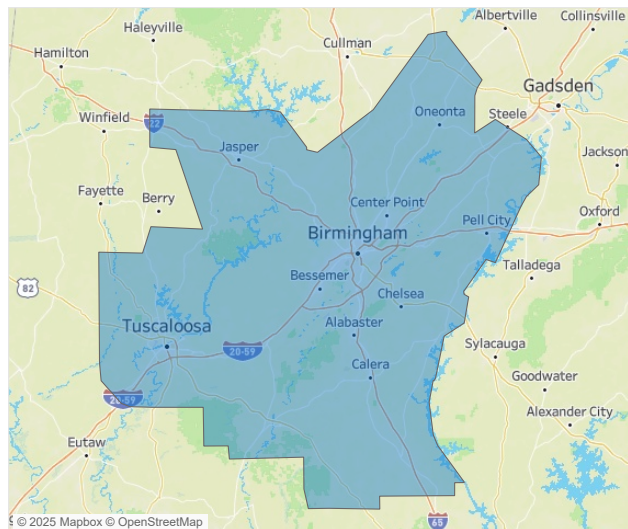 Albertville
Collinsville
Haleyville
Cullman
Hamilton
Gadsden
Oneonta
Steele
Winfield
22
Jasper
Jackson
Fayette
Berry
Center Point
Oxford
Pell City
Birmingham
Talladega
Bessemer
82
Chelsea
Tuscaloosa
Alabaster
20-59
Sylacauga
Calera
Goodwater
20-59
Alexander City
Eutaw
65
© 2025 Mapbox © OpenStreetMap